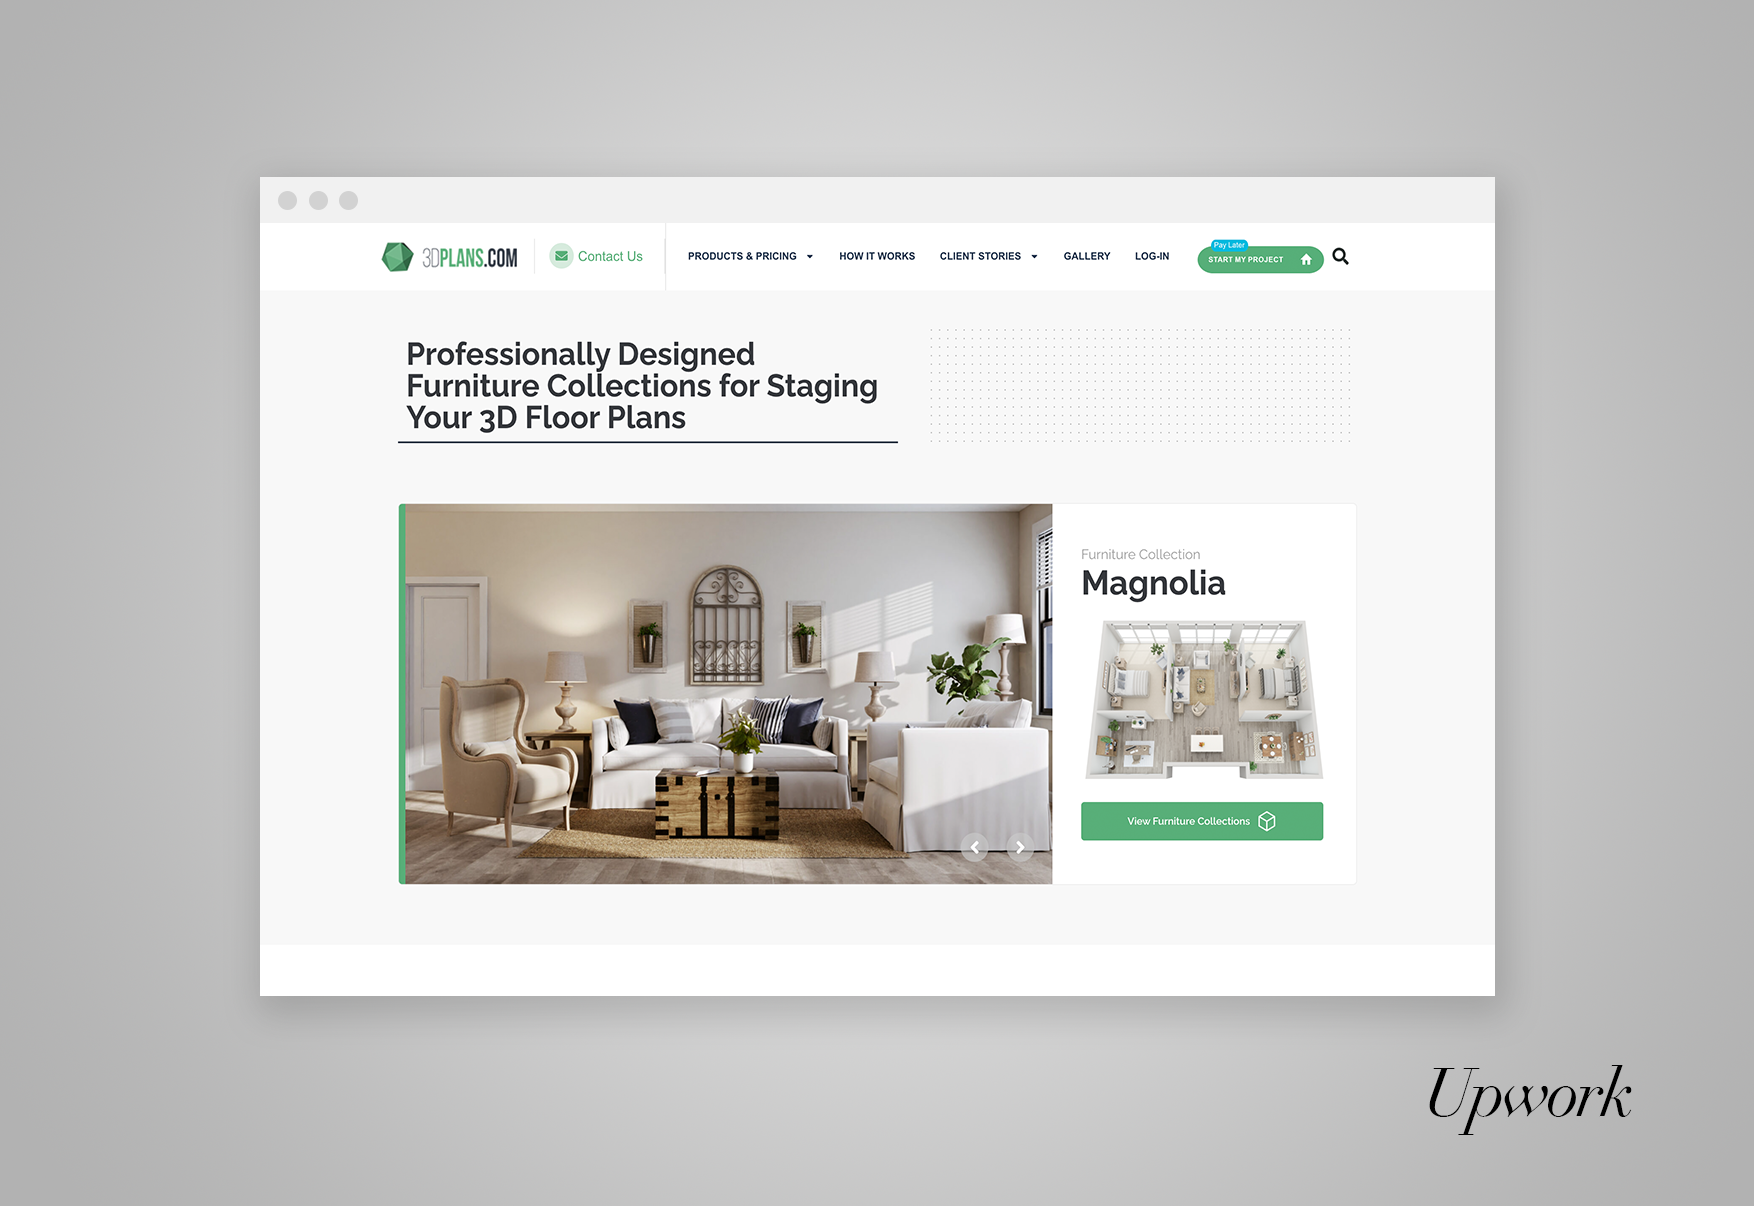 3DPLANS.COM
Contact Us
PRODUCTS & PRICING
HOW IT WORKS
CLIENT STORIES
GALLERY
LOG-IN
Pay Later
START MY PROJECT
Professionally Designed
Furniture Collections for Staging
Your 3D Floor Plans
Furniture Collection
Magnolia
View Furniture Collections
Upwork